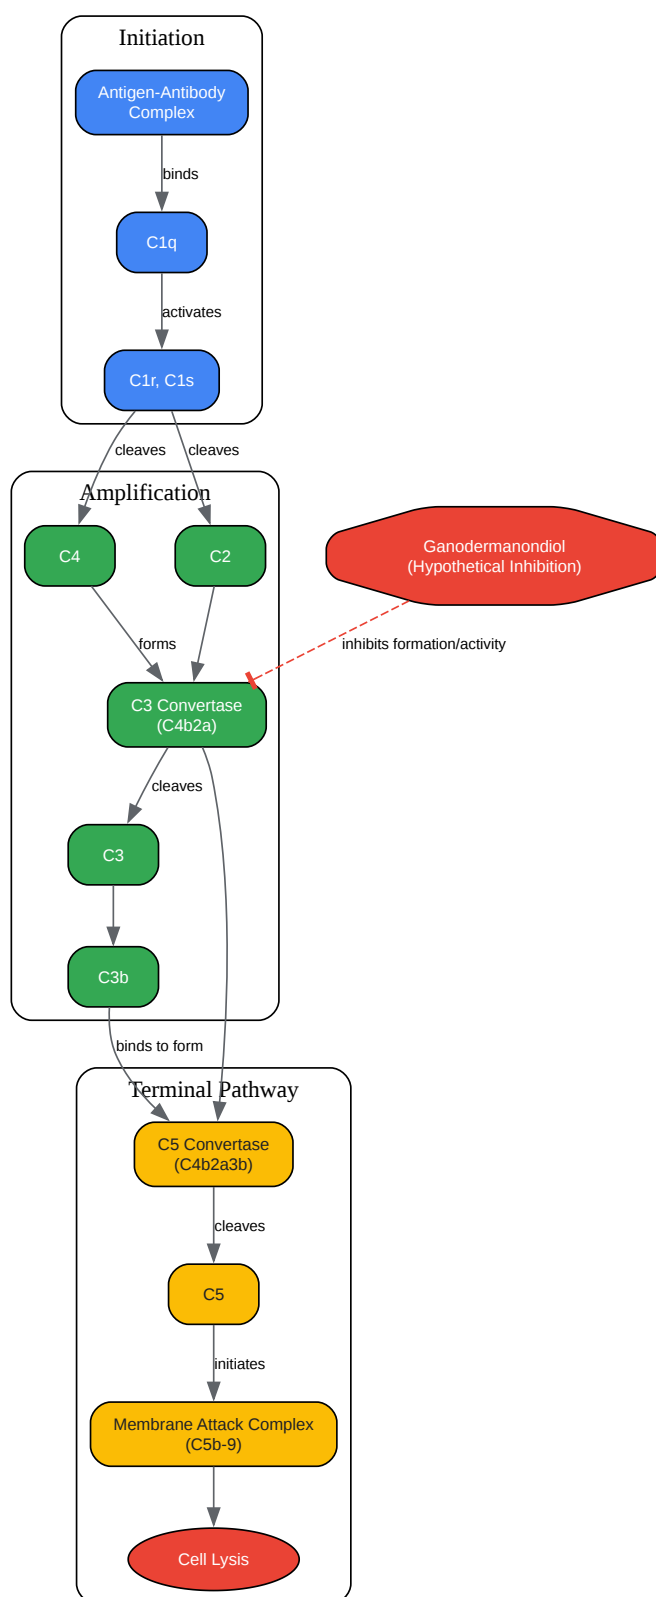 Initiation
Antigen-Antibody
Complex
binds
C1q
activates
C1r, C1s
cleaves
cleaves
Amplification
C4
C2
Ganodermanondiol
(Hypothetical Inhibition)
forms
inhibits formation/activity
C3 Convertase
(C4b2a)
cleaves
C3
C3b
binds to form
Terminal Pathway
C5 Convertase
(C4b2a3b)
cleaves
C5
initiates
Membrane Attack Complex
(C5b-9)
Cell Lysis